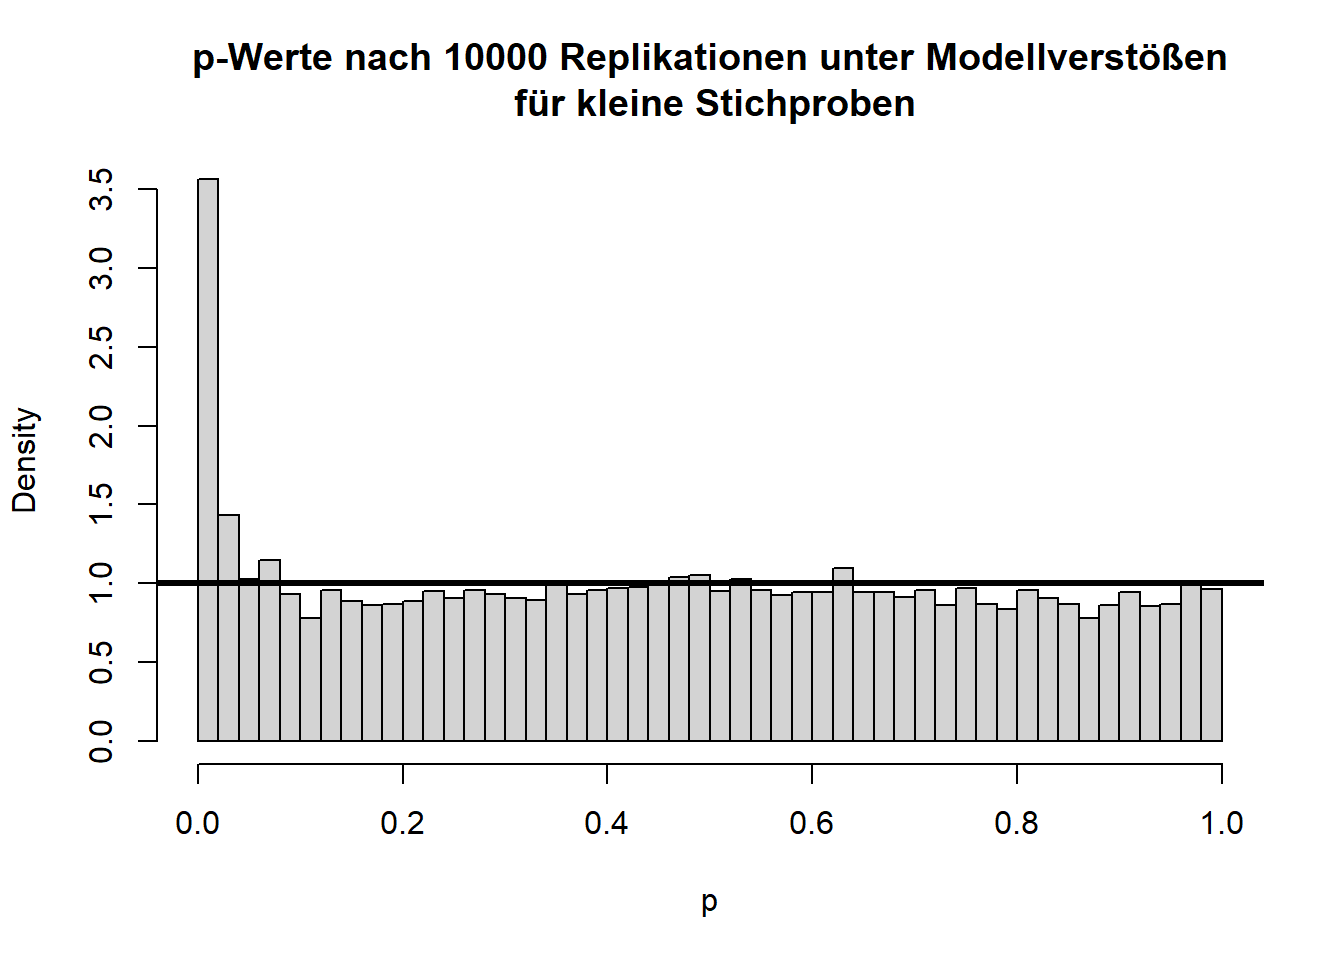 p-Werte nach 10000 Replikationen unter Modellverstößen
für kleine Stichproben
Density
3.5
3.0
2.5
2.0
1.5
1.0
0.5
0.0
0.0 0.2 0.4 0.6 0.8 1.0
p